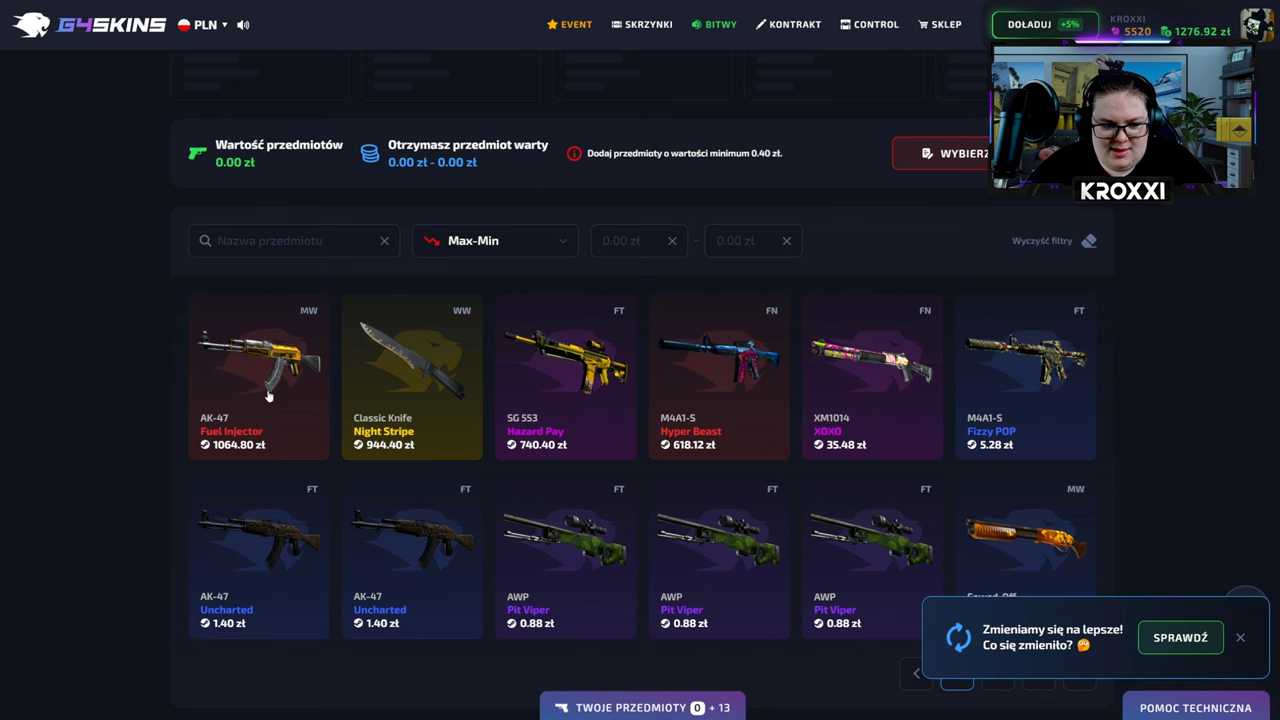 G4SKINS
PLN
EVENT
SKRZYNKI
BITWY
KONTRAKT
CONTROL
SKLEP
DOŁADUJ +5%
KROXXI
5520 1276.92 zł
Wartość przedmiotów
0.00 zł
Otrzymasz przedmiot warty
0.00 zł - 0.00 zł
Dodaj przedmioty o wartości minimum 0.40 zł.
WYBIERZ
KROXXI
Nazwa przedmiotu
Max-Min
0.00 zł - 0.00 zł
Wyczyść filtry
MW
AK-47
Fuel Injector
1064.80 zł
WW
Classic Knife
Night Stripe
944.40 zł
FT
SG 553
Hazard Pay
740.40 zł
FN
M4A1-S
Hyper Beast
618.12 zł
FN
XM1014
XOXO
35.48 zł
FT
M4A1-S
Fizzy POP
5.28 zł
FT
AK-47
Uncharted
1.40 zł
FT
AK-47
Uncharted
1.40 zł
FT
AWP
Pit Viper
0.88 zł
FT
AWP
Pit Viper
0.88 zł
FT
AWP
Pit Viper
0.88 zł
MW
Zmieniamy się na lepsze!
Co się zmieniło?
SPRAWDŹ
TWOJE PRZEDMIOTY 0 + 13
POMOC TECHNICZNA